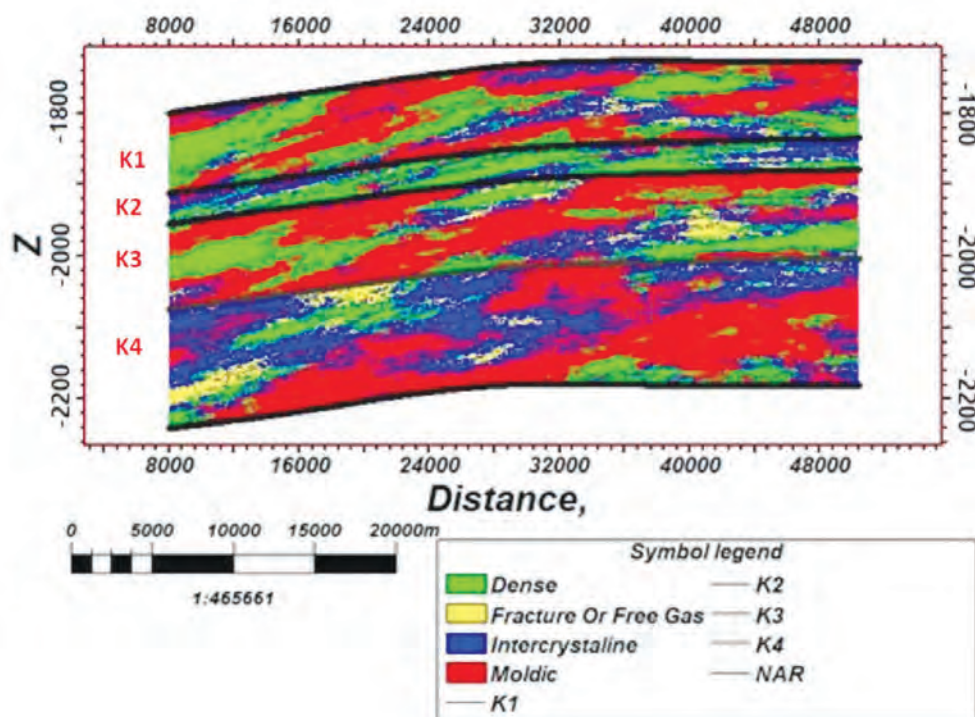 8000 16000 24000 32000 40000 48000
-1800 -1800
K1
K2
Z
K3
-2000 -2000
K4
-2200 -2200
8000 16000 24000 32000 40000 48000
Distance,
0 5000 10000 15000 20000m
1:465661
Symbol legend
Dense K2
Fracture Or Free Gas K3
Intercrystaline K4
Moldic NAR
K1